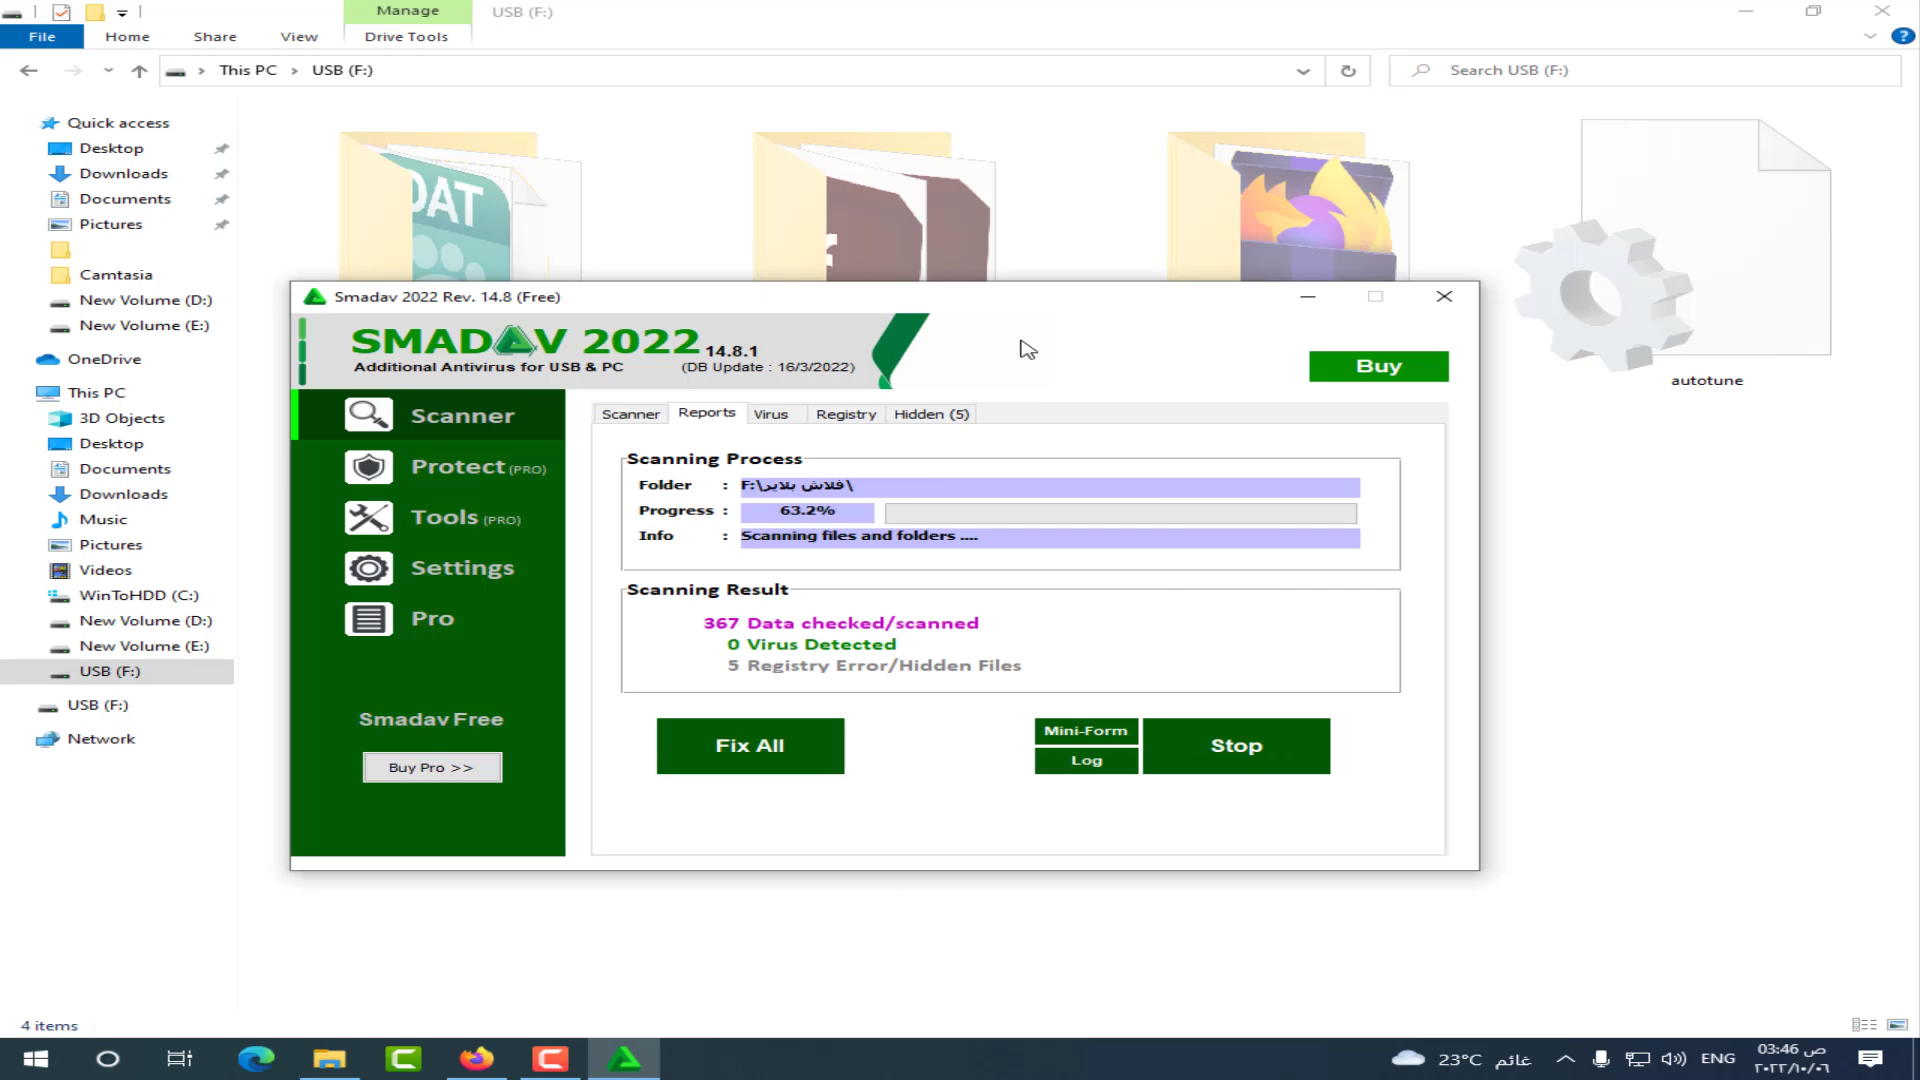 Manage
USB (F:)
File
Home
Share
View
Drive Tools
This PC
USB (F:)
Search USB (F:)
Quick access
Desktop
Downloads
Documents
Pictures
Camtasia
New Volume (D:)
New Volume (E:)
OneDrive
This PC
3D Objects
Desktop
Documents
Downloads
Music
Pictures
Videos
WinToHDD (C:)
New Volume (D:)
New Volume (E:)
USB (F:)
USB (F:)
Network
DAT
autotune
Smadav 2022 Rev. 14.8 (Free)
SMADAV 2022 14.8.1
Additional Antivirus for USB & PC (DB Update : 16/3/2022)
Buy
Scanner
Protect (PRO)
Tools (PRO)
Settings
Pro
Smadav Free
Buy Pro >>
Scanner Reports Virus Registry Hidden (5)
Scanning Process
Folder : F:\فلاش بلاير\
Progress : 63.2%
Info : Scanning files and folders ....
Scanning Result
367 Data checked/scanned
0 Virus Detected
5 Registry Error/Hidden Files
Fix All
Mini-Form
Log
Stop
4 items
23°C غائم
ENG
03:46 ص
٢٠٢٢/١٠/٠٦